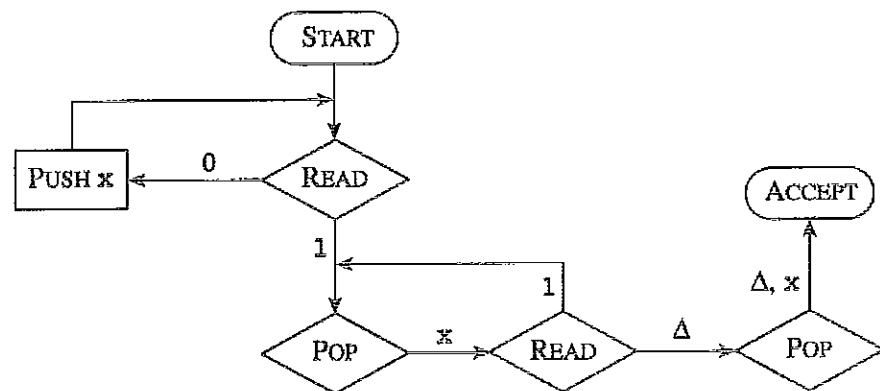 START
PUSH x
0
READ
ACCEPT
1
1
Δ, x
POP
x
READ
Δ
POP